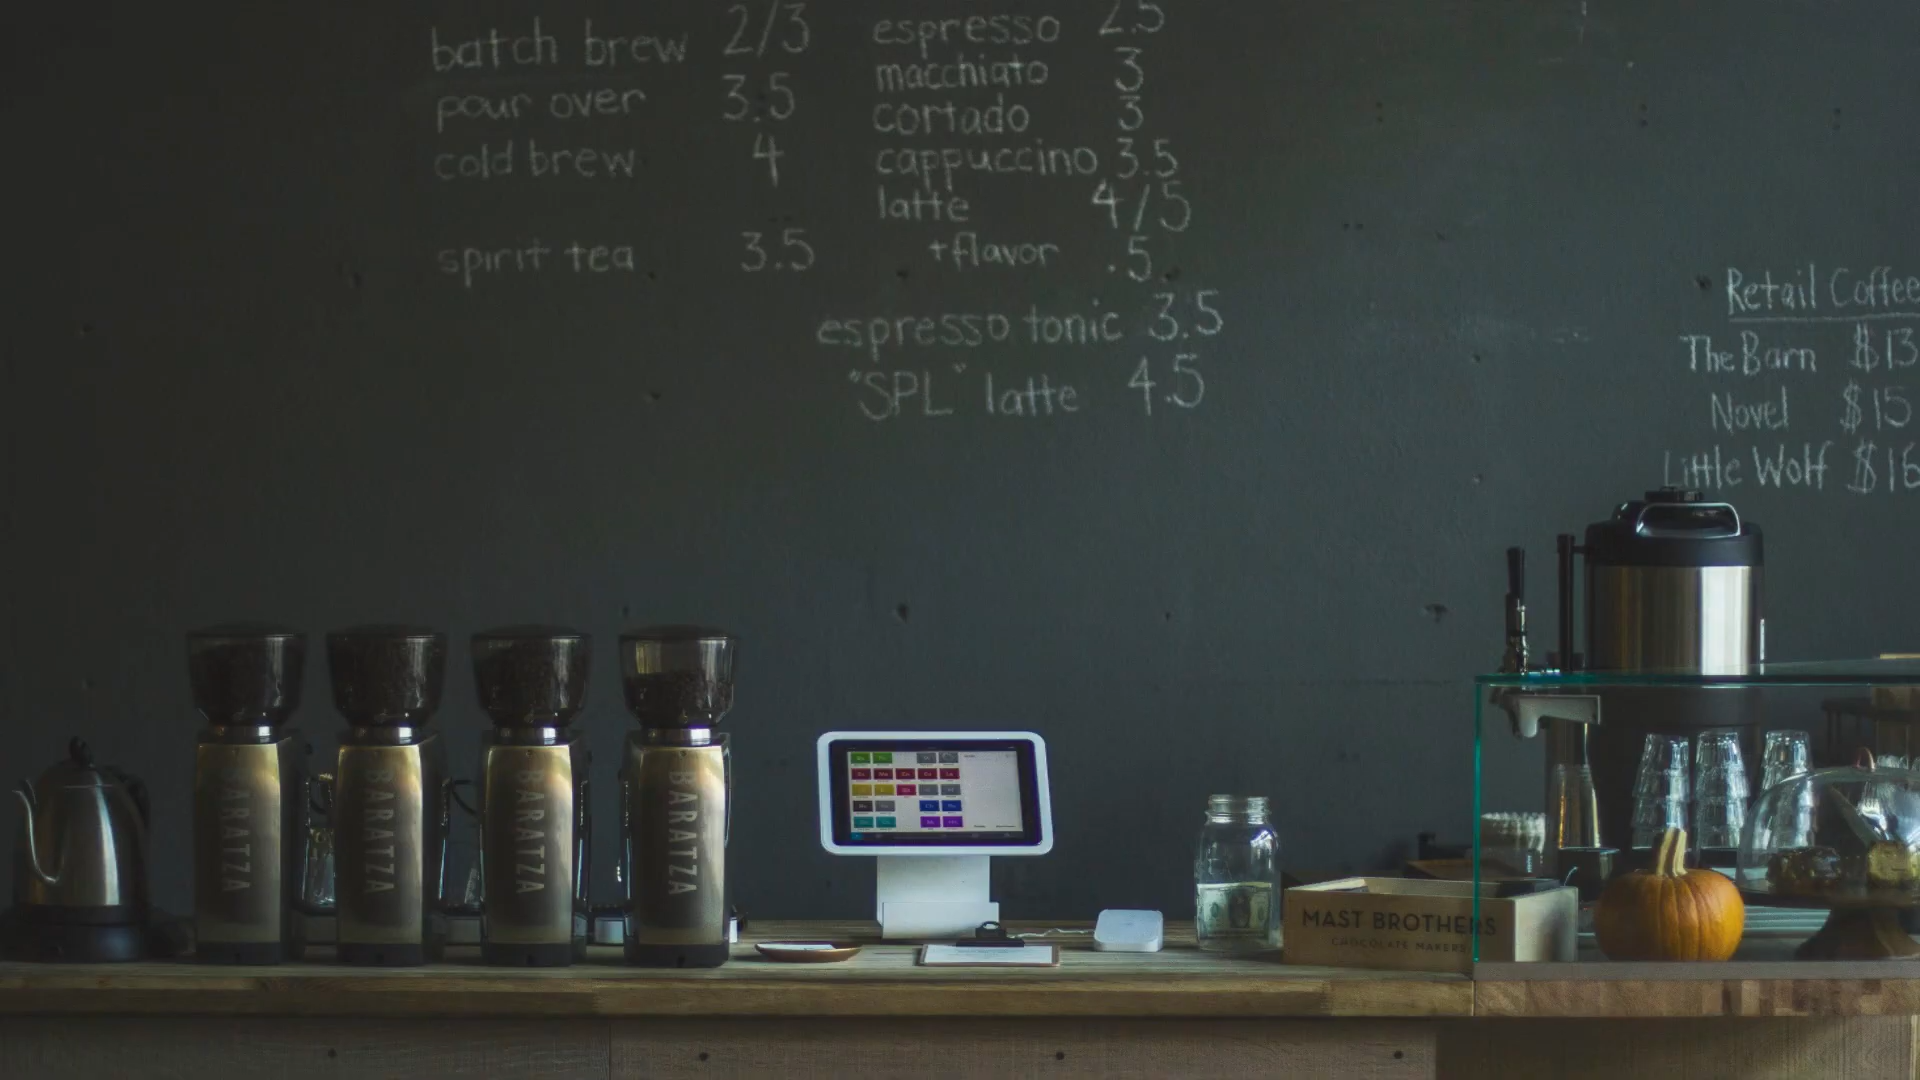 batch brew 2/3
pour over 3.5
cold brew 4
spirit tea 3.5
espresso 2.5
macchiato 3
cortado 3
cappuccino 3.5
latte 4/5
+flavor .5
espresso tonic 3.5
"SPL" latte 4.5
Retail Coffee
The Barn $13
Novel $15
Little Wolf $16
BARATZA
BARATZA
BARATZA
BARATZA
MAST BROTHERS
CHOCOLATE MAKERS